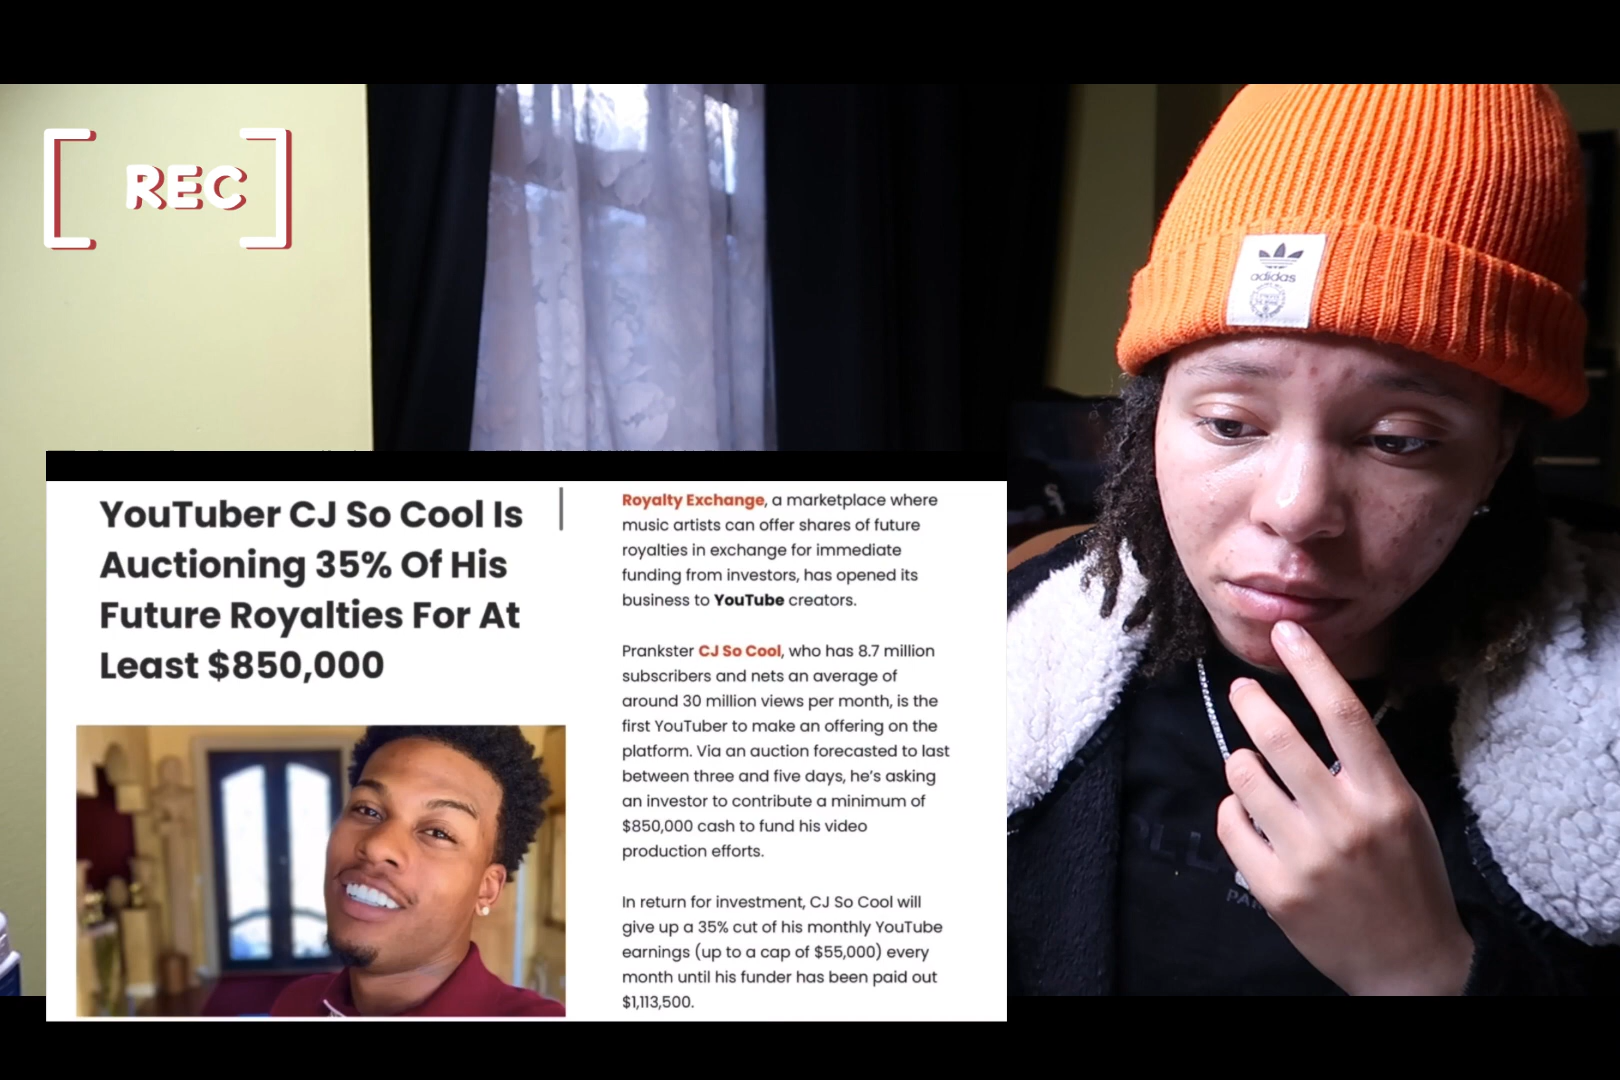 REC
adidas
YouTuber CJ So Cool Is
Auctioning 35% Of His
Future Royalties For At
Least $850,000
Royalty Exchange, a marketplace where
music artists can offer shares of future
royalties in exchange for immediate
funding from investors, has opened its
business to YouTube creators.
Prankster CJ So Cool, who has 8.7 million
subscribers and nets an average of
around 30 million views per month, is the
first YouTuber to make an offering on the
platform. Via an auction forecasted to last
between three and five days, he's asking
an investor to contribute a minimum of
$850,000 cash to fund his video
production efforts.
In return for investment, CJ So Cool will
give up a 35% cut of his monthly YouTube
earnings (up to a cap of $55,000) every
month until his funder has been paid out
$1,113,500.